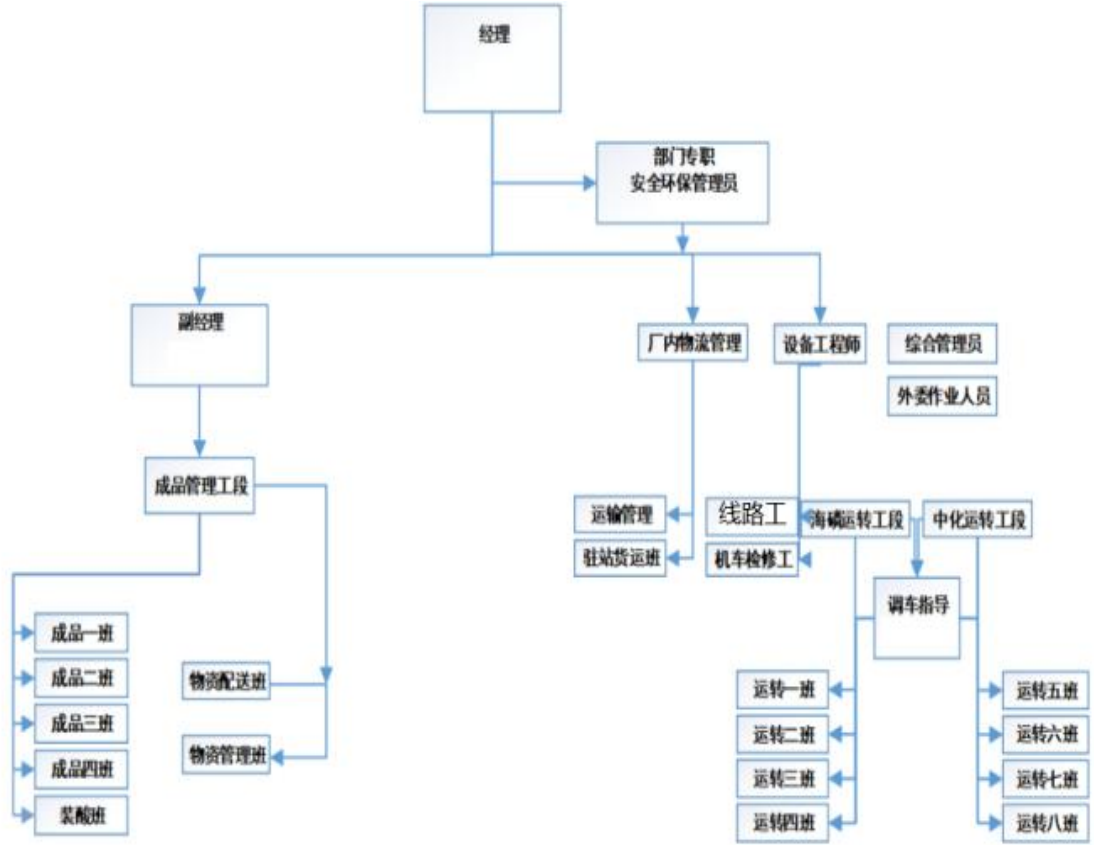 经理
部门专职
安全环保管理员
副经理
厂内物流管理
设备工程师
综合管理员
外委作业人员
成品管理工段
运输管理
线路工
海磷运转工段
中化运转工段
驻站货运班
机车检修工
调车指导
成品一班
成品二班
成品三班
成品四班
装酸班
物资配送班
物资管理班
运转一班
运转二班
运转三班
运转四班
运转五班
运转六班
运转七班
运转八班